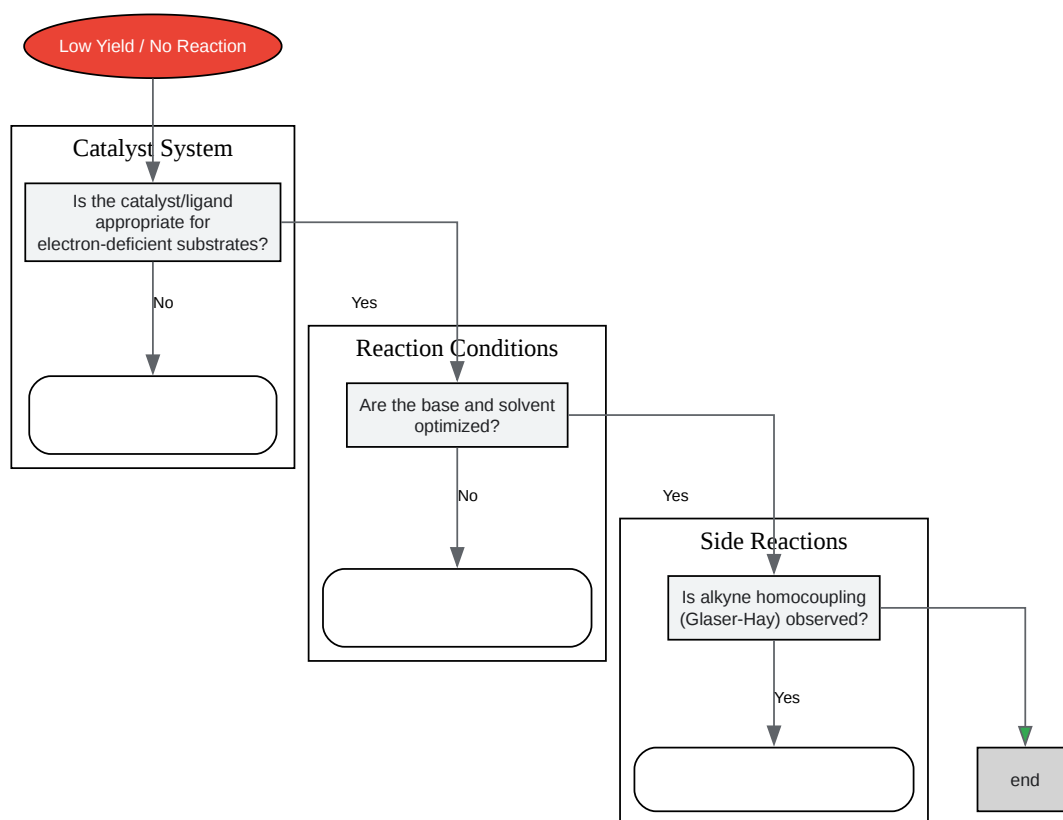 Low Yield / No Reaction
Catalyst System
Is the catalyst/ligand
appropriate for
electron-deficient substrates?
No
Yes
Reaction Conditions
Are the base and solvent
optimized?
No
Yes
Side Reactions
Is alkyne homocoupling
(Glaser-Hay) observed?
Yes
end